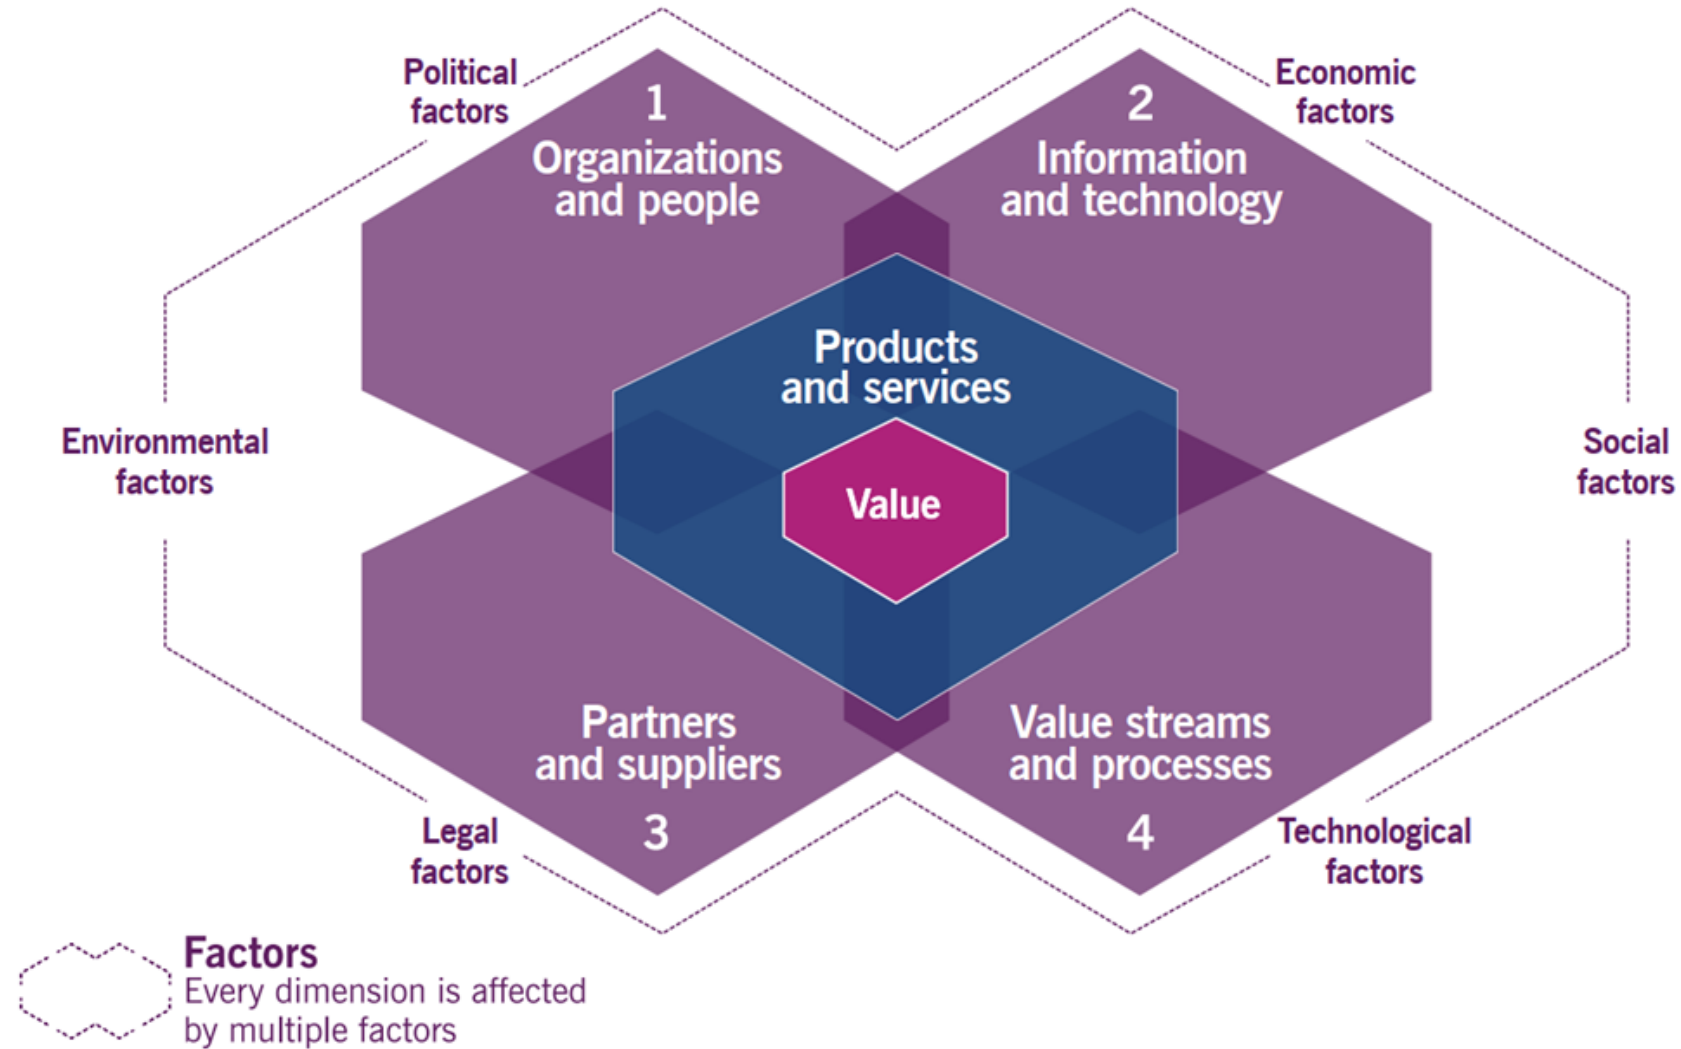 Political
factors
Economic
factors
1
Organizations
and people
2
Information
and technology
Products
and services
Environmental
factors
Value
Social
factors
Partners
and suppliers
3
Value streams
and processes
4
Legal
factors
Technological
factors
Factors
Every dimension is affected
by multiple factors